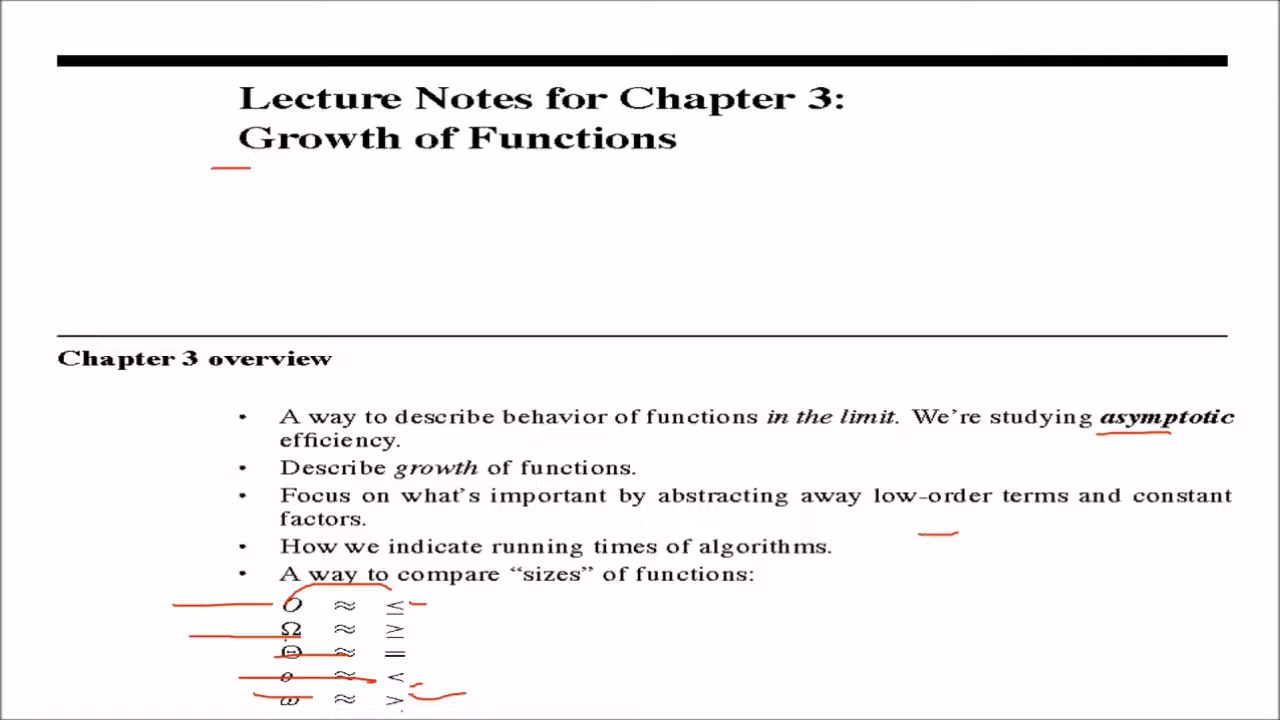 Lecture Notes for Chapter 3:
Growth of Functions
Chapter 3 overview
• A way to describe behavior of functions in the limit. We're studying asymptotic
efficiency.
• Describe growth of functions.
• Focus on what's important by abstracting away low-order terms and constant
factors.
• How we indicate running times of algorithms.
• A way to compare “sizes” of functions:
O ≈ ≤
Ω ≈ ≥
Θ ≈ =
o ≈ <
ω ≈ >